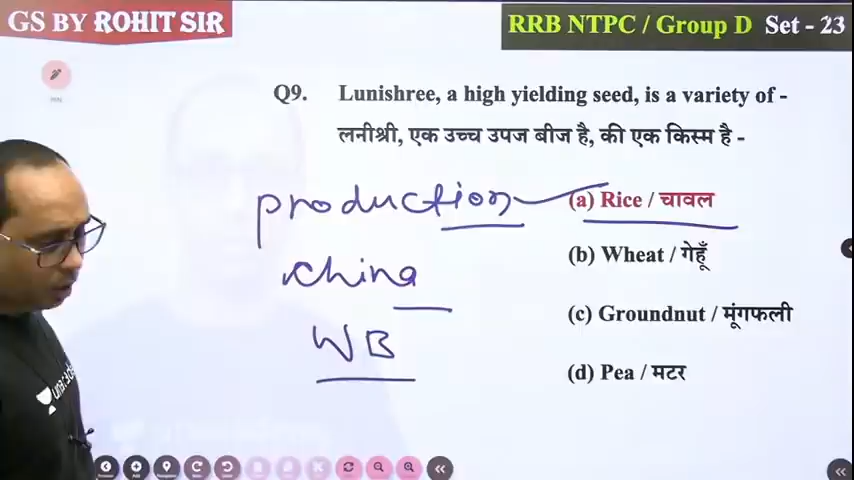 GS BY ROHIT SIR
RRB NTPC / Group D Set - 23
Q9. Lunishree, a high yielding seed, is a variety of -
लनीश्री, एक उच्च उपज बीज है, की एक किस्म है -
production
(a) Rice / चावल
(b) Wheat / गेहूँ
china
(c) Groundnut / मूंगफली
WB
(d) Pea / मटर